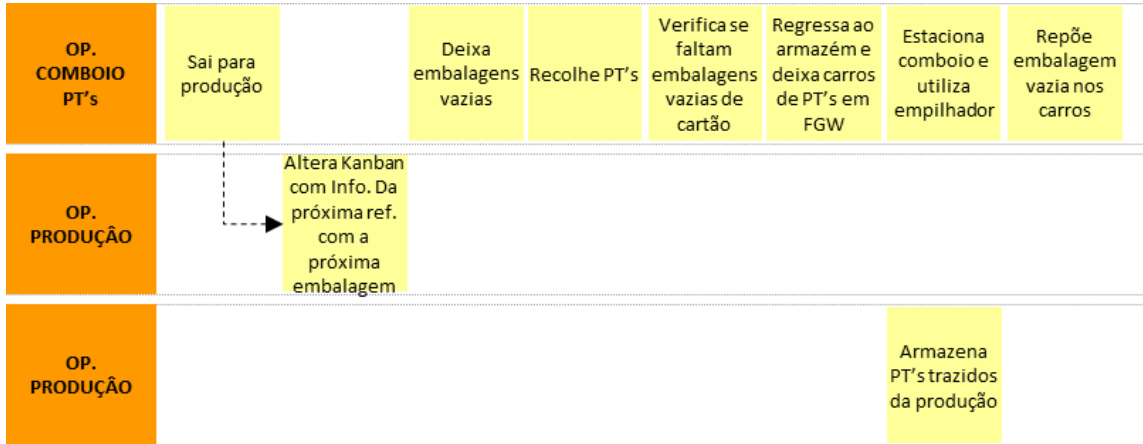 OP.
COMBOIO
PT's
Sai para
produção
Deixa
embalagens
vazias
Recolhe PT's
Verifica se
faltam
embalagens
vazias de
cartão
Regressa ao
armazém e
deixa carros
de PT's em
FGW
Estaciona
comboio e
utiliza
empilhador
Repõe
embalagem
vazia nos
carros
OP.
PRODUÇÂO
Altera Kanban
com Info. Da
próxima ref.
com a
próxima
embalagem
OP.
PRODUÇÂO
Armazena
PT's trazidos
da produção